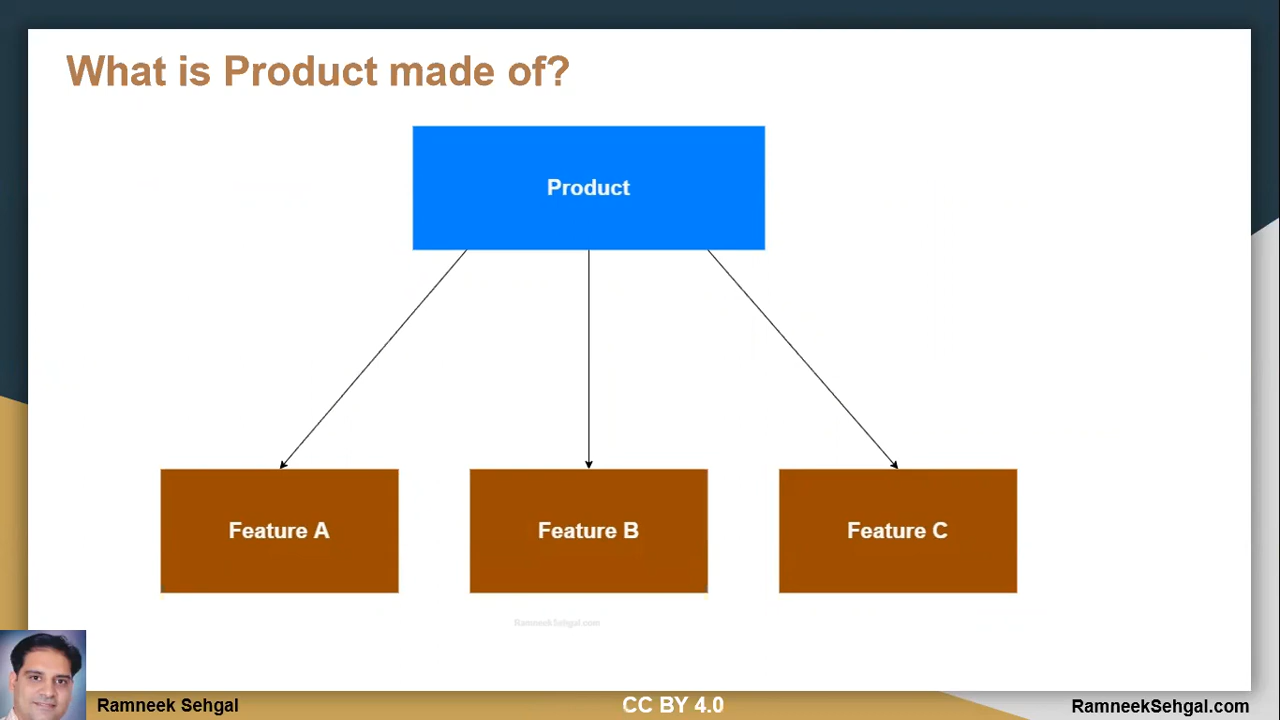 What is Product made of?
Product
Feature A
Feature B
Feature C
RamneekSehgal.com
Ramneek Sehgal
CC BY 4.0
RamneekSehgal.com